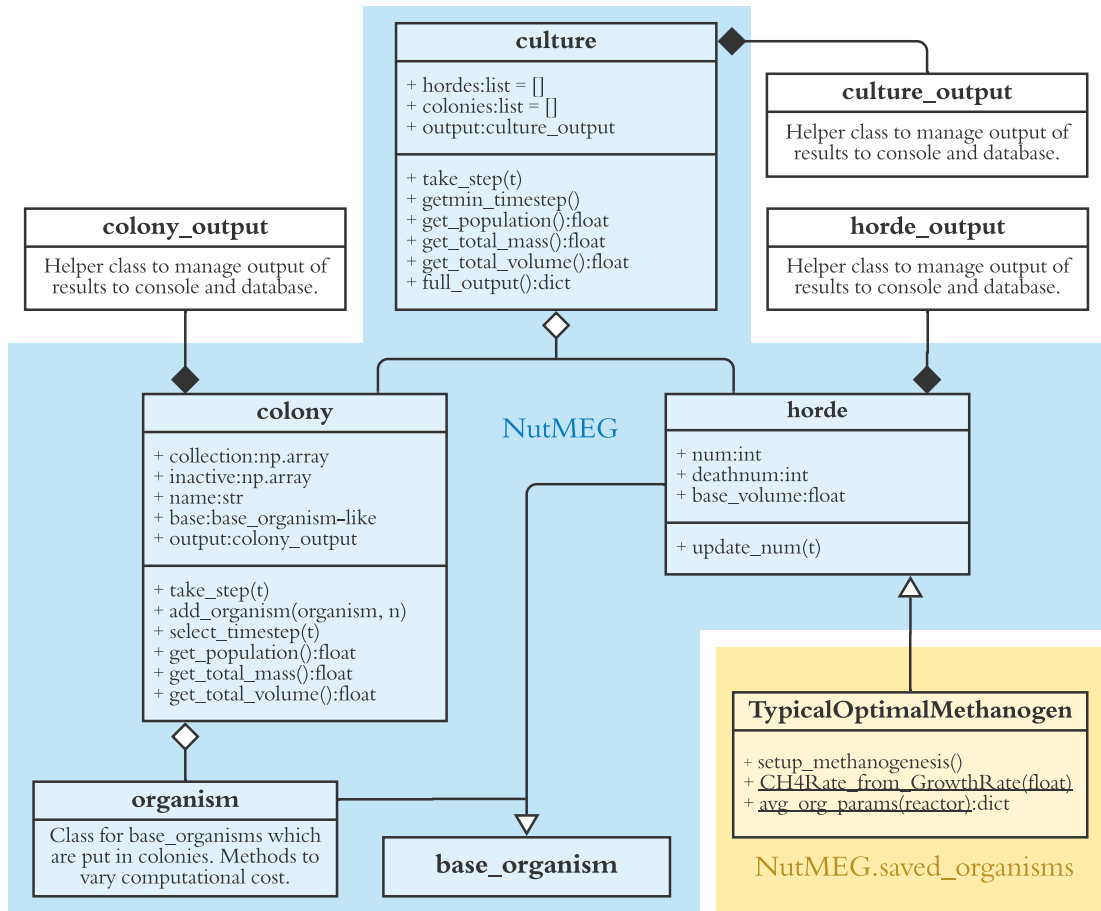 culture
+ hordes:list = []
+ colonies:list = []
+ output:culture_output
+ take_step(t)
+ getmin_timestep()
+ get_population():float
+ get_total_mass():float
+ get_total_volume():float
+ full_output():dict
culture_output
Helper class to manage output of
results to console and database.
colony_output
Helper class to manage output of
results to console and database.
horde_output
Helper class to manage output of
results to console and database.
colony
+ collection:np.array
+ inactive:np.array
+ name:str
+ base:base_organism-like
+ output:colony_output
+ take_step(t)
+ add_organism(organism, n)
+ select_timestep(t)
+ get_population():float
+ get_total_mass():float
+ get_total_volume():float
NutMEG
horde
+ num:int
+ deathnum:int
+ base_volume:float
+ update_num(t)
organism
Class for base_organisms which
are put in colonies. Methods to
vary computational cost.
base_organism
TypicalOptimalMethanogen
+ setup_methanogenesis()
+ CH4Rate_from_GrowthRate(float)
+ avg_org_params(reactor):dict
NutMEG.saved_organisms